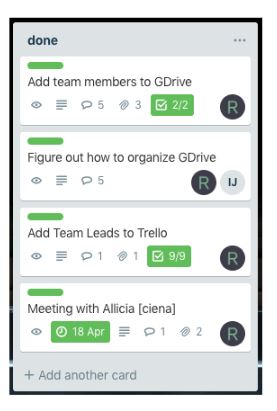 done
Add team members to GDrive
5 3 2/2 R
Figure out how to organize GDrive
5 R IJ
Add Team Leads to Trello
1 1 9/9 R
Meeting with Allicia [ciena]
18 Apr 1 2 R
+ Add another card